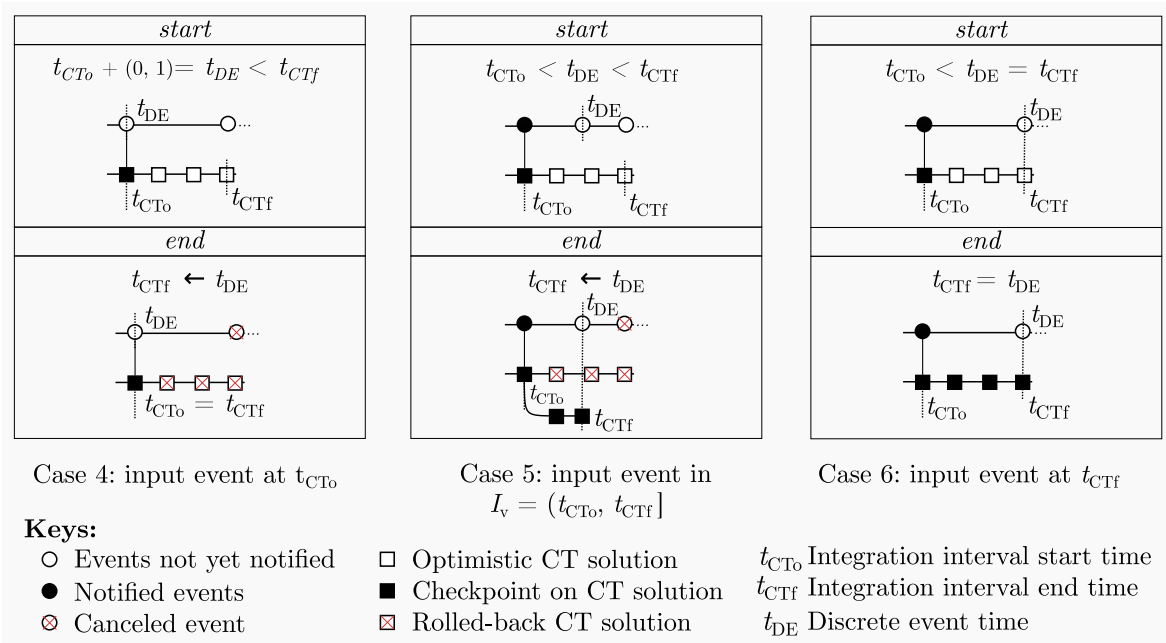 start
t_CTo + (0, 1)= t_DE < t_CTf
t_DE
...
t_CTo
t_CTf
end
t_CTf ← t_DE
t_DE
...
t_CTo = t_CTf
Case 4: input event at t_CTo
start
t_CTo < t_DE < t_CTf
t_DE
...
t_CTo
t_CTf
end
t_CTf ← t_DE
t_DE
...
t_CTo
t_CTf
Case 5: input event in
I_v = (t_CTo, t_CTf]
start
t_CTo < t_DE = t_CTf
t_DE
...
t_CTo
t_CTf
end
t_CTf = t_DE
t_DE
...
t_CTo
t_CTf
Case 6: input event at t_CTf
Keys:
Events not yet notified
Notified events
Canceled event
Optimistic CT solution
Checkpoint on CT solution
Rolled-back CT solution
t_CTo Integration interval start time
t_CTf Integration interval end time
t_DE Discrete event time